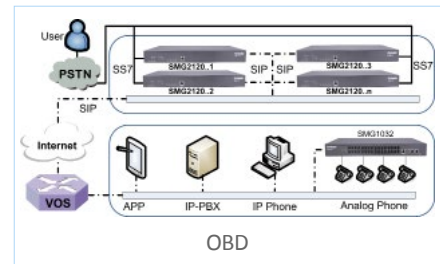 User
PSTN
SS7
SMG2120..1
SIP
SIP
SMG2120..3
SS7
SMG2120..2
SMG2120..n
SIP
Internet
VOS
SMG1032
APP
IP-PBX
IP Phone
Analog Phone
OBD